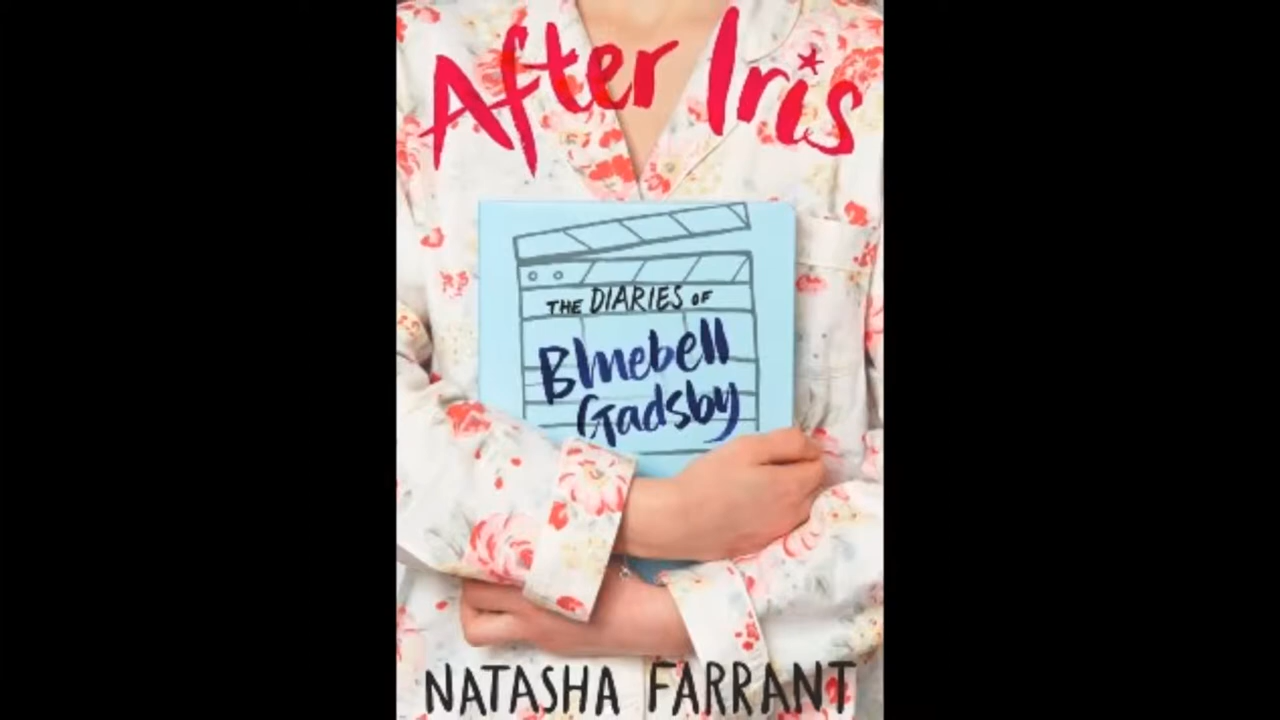 After Iris
THE DIARIES OF
Bluebell
Gadsby
NATASHA FARRANT